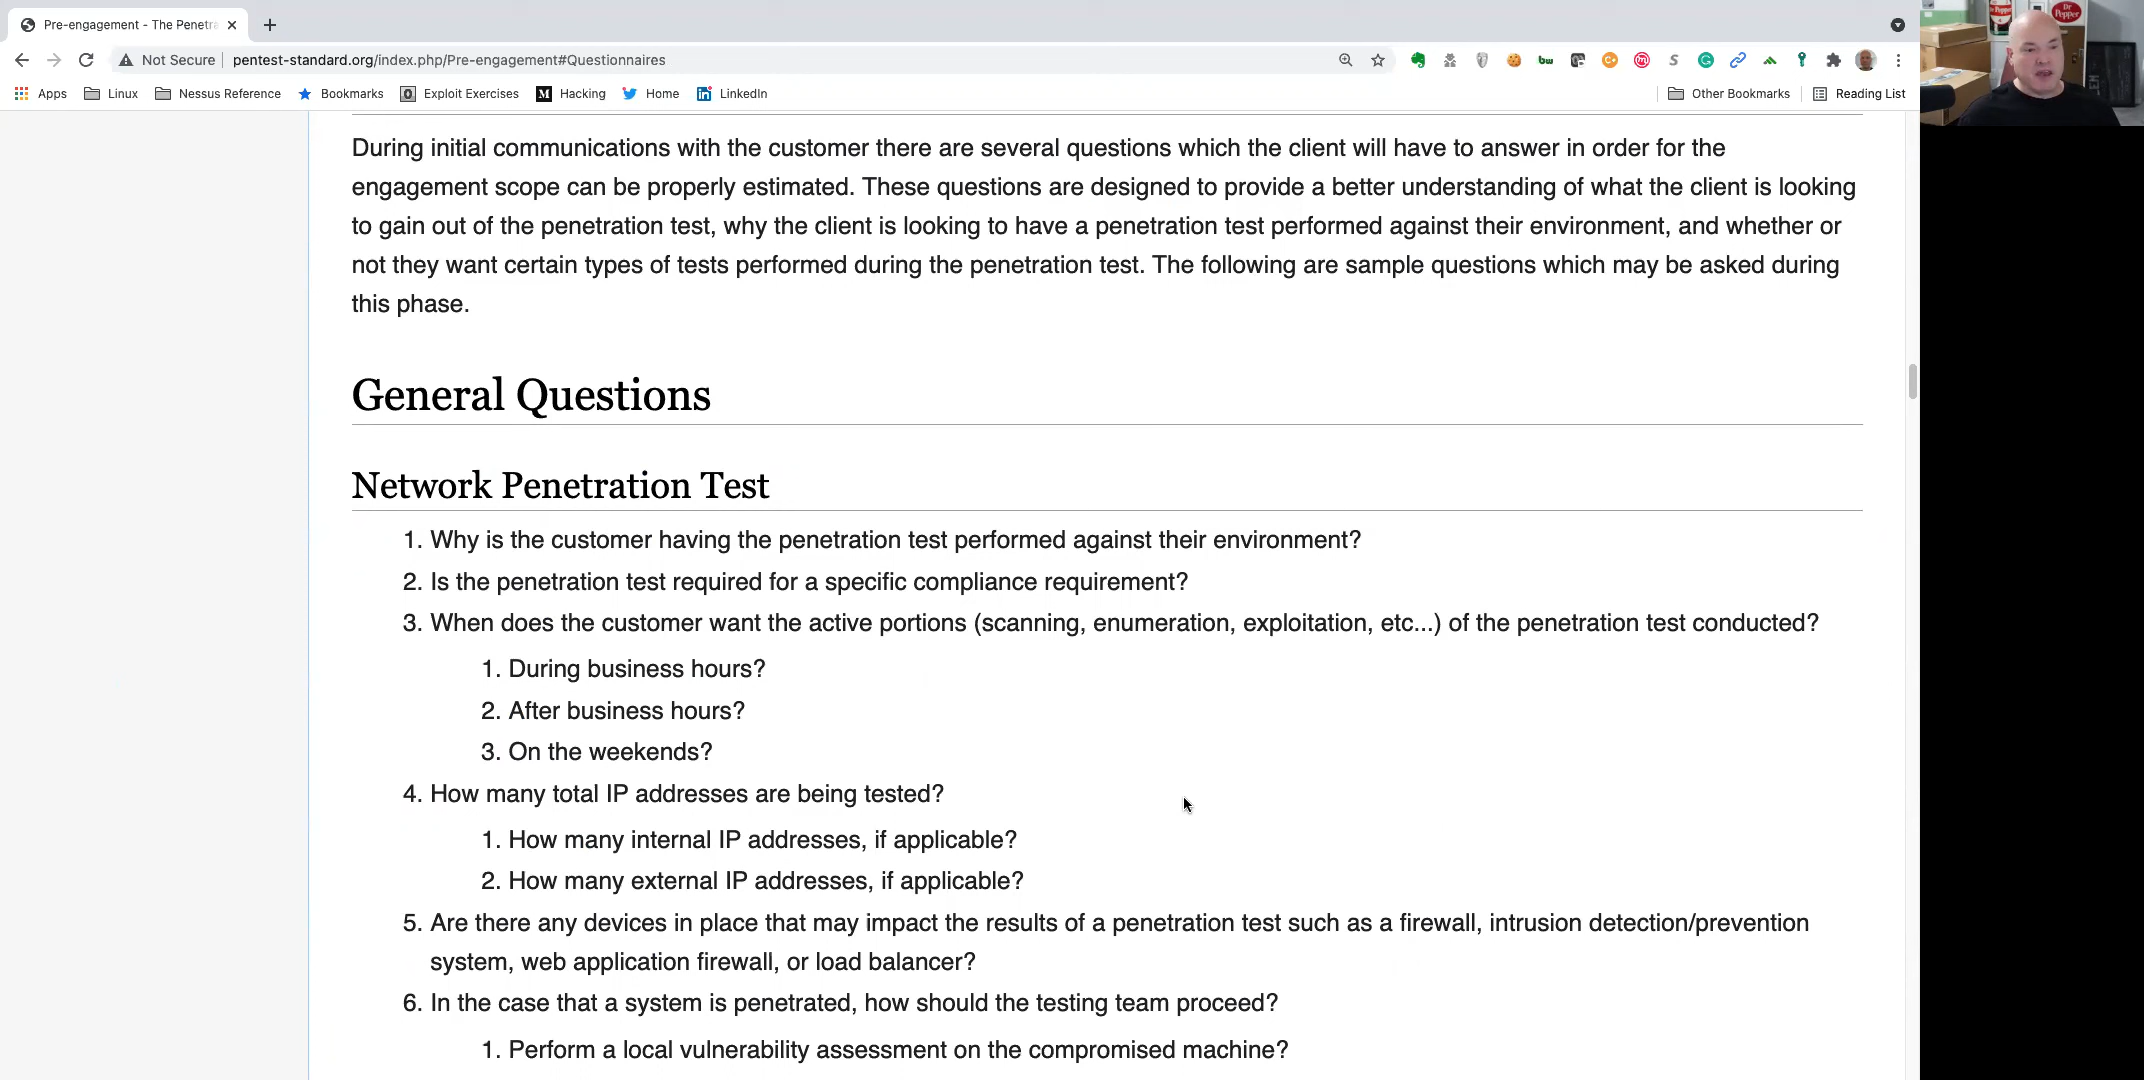 Pre-engagement - The Penetra
Not Secure pentest-standard.org/index.php/Pre-engagement#Questionnaires
Apps Linux Nessus Reference Bookmarks Exploit Exercises Hacking Home LinkedIn Other Bookmarks Reading List
During initial communications with the customer there are several questions which the client will have to answer in order for the
engagement scope can be properly estimated. These questions are designed to provide a better understanding of what the client is looking
to gain out of the penetration test, why the client is looking to have a penetration test performed against their environment, and whether or
not they want certain types of tests performed during the penetration test. The following are sample questions which may be asked during
this phase.
General Questions
Network Penetration Test
1. Why is the customer having the penetration test performed against their environment?
2. Is the penetration test required for a specific compliance requirement?
3. When does the customer want the active portions (scanning, enumeration, exploitation, etc...) of the penetration test conducted?
1. During business hours?
2. After business hours?
3. On the weekends?
4. How many total IP addresses are being tested?
1. How many internal IP addresses, if applicable?
2. How many external IP addresses, if applicable?
5. Are there any devices in place that may impact the results of a penetration test such as a firewall, intrusion detection/prevention
system, web application firewall, or load balancer?
6. In the case that a system is penetrated, how should the testing team proceed?
1. Perform a local vulnerability assessment on the compromised machine?
Dr Pepper
Dr Pepper